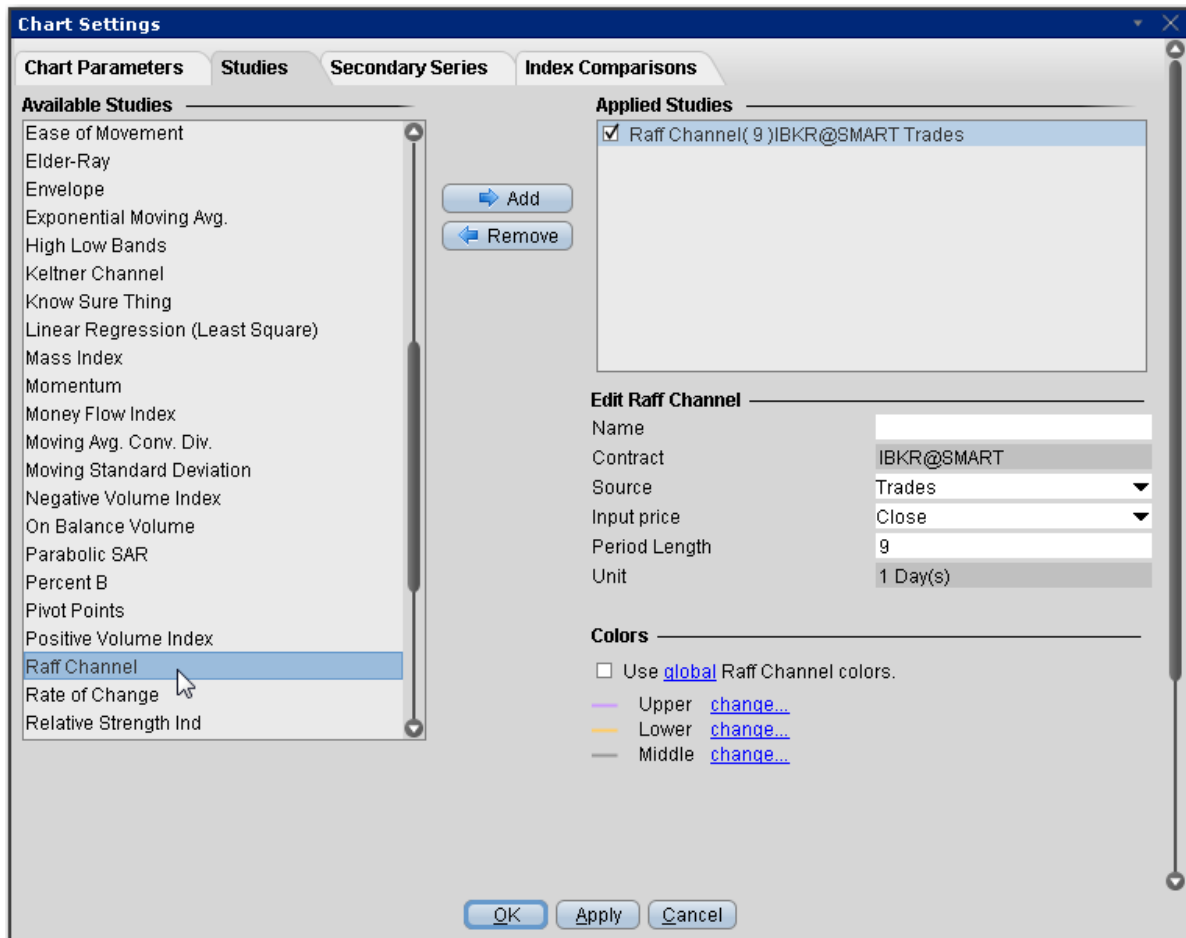 Chart Settings
Chart Parameters
Studies
Secondary Series
Index Comparisons
Available Studies
Ease of Movement
Elder-Ray
Envelope
Exponential Moving Avg.
High Low Bands
Keltner Channel
Know Sure Thing
Linear Regression (Least Square)
Mass Index
Momentum
Money Flow Index
Moving Avg. Conv. Div.
Moving Standard Deviation
Negative Volume Index
On Balance Volume
Parabolic SAR
Percent B
Pivot Points
Positive Volume Index
Raff Channel
Rate of Change
Relative Strength Ind
Add
Remove
Applied Studies
Raff Channel( 9 )IBKR@SMART Trades
Edit Raff Channel
Name
Contract IBKR@SMART
Source Trades
Input price Close
Period Length 9
Unit 1 Day(s)
Colors
Use global Raff Channel colors.
Upper change...
Lower change...
Middle change...
OK Apply Cancel